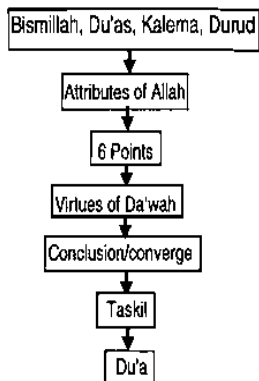 Bismillah, Du'as, Kalema, Durud
Attributes of Allah
6 Points
Virtues of Da'wah
Conclusion/converge
Taskil
Du'a